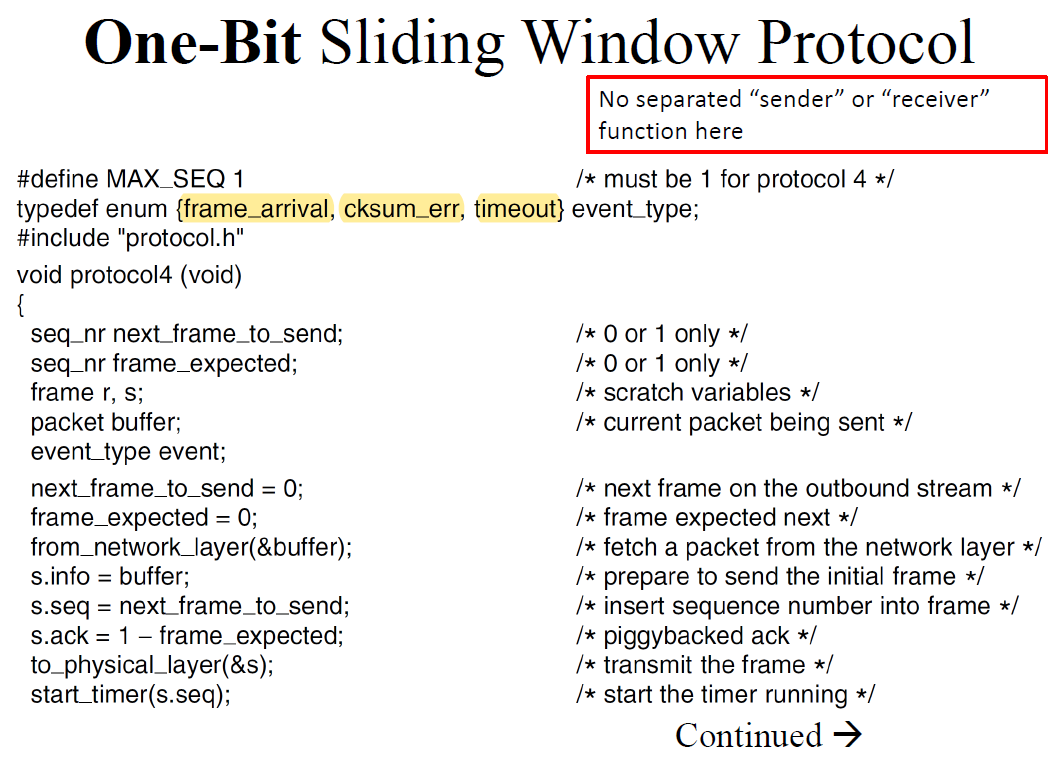 One-Bit Sliding Window Protocol
No separated “sender” or “receiver”
function here
#define MAX_SEQ 1 /* must be 1 for protocol 4 */
typedef enum {frame_arrival, cksum_err, timeout} event_type;
#include "protocol.h"
void protocol4 (void)
{
seq_nr next_frame_to_send; /* 0 or 1 only */
seq_nr frame_expected; /* 0 or 1 only */
frame r, s; /* scratch variables */
packet buffer; /* current packet being sent */
event_type event;
next_frame_to_send = 0; /* next frame on the outbound stream */
frame_expected = 0; /* frame expected next */
from_network_layer(&buffer); /* fetch a packet from the network layer */
s.info = buffer; /* prepare to send the initial frame */
s.seq = next_frame_to_send; /* insert sequence number into frame */
s.ack = 1 – frame_expected; /* piggybacked ack */
to_physical_layer(&s); /* transmit the frame */
start_timer(s.seq); /* start the timer running */
Continued →